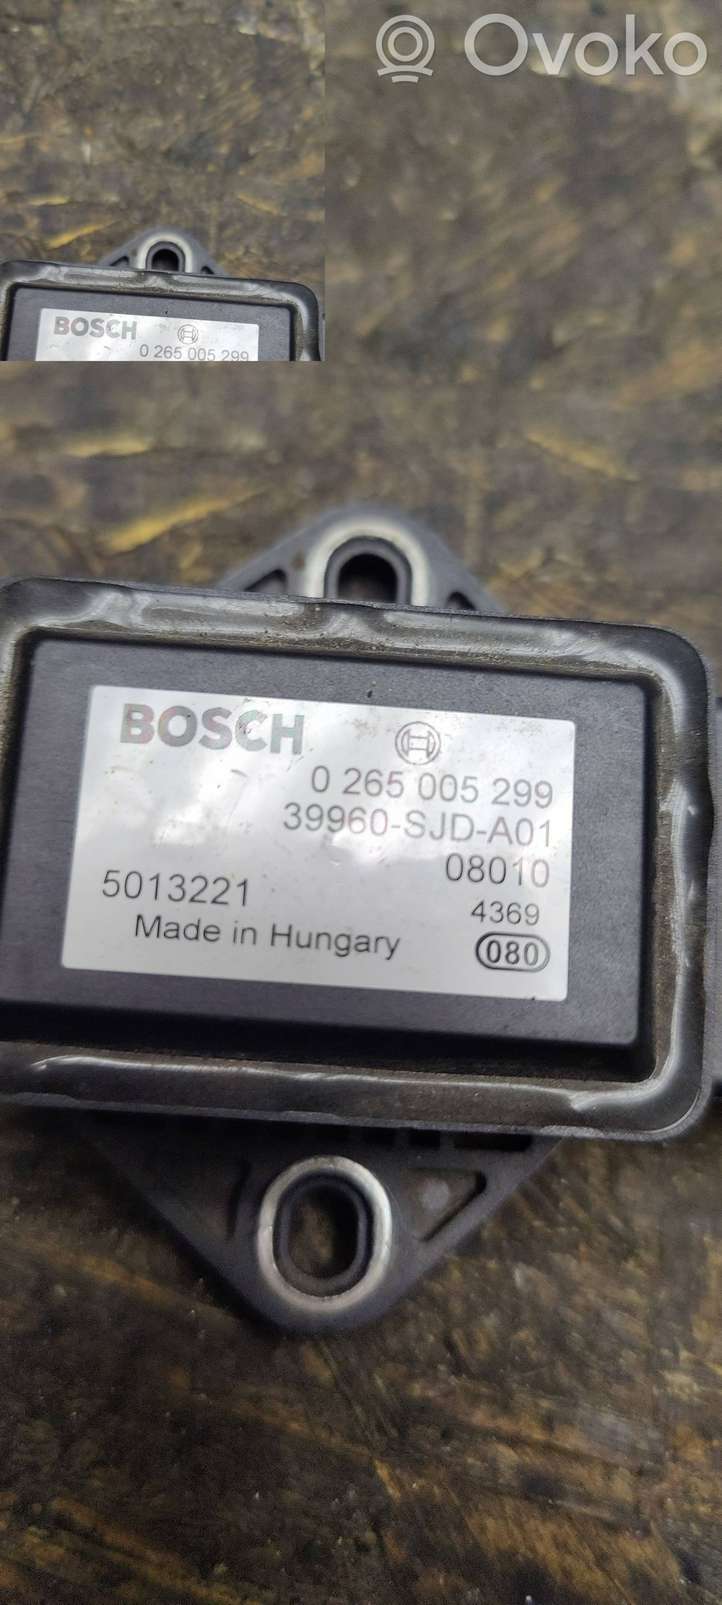 Ovoko
BOSCH
0 265 005 299
BOSCH
0 265 005 299
39960-SJD-A01
08010
5013221
4369
Made in Hungary
080